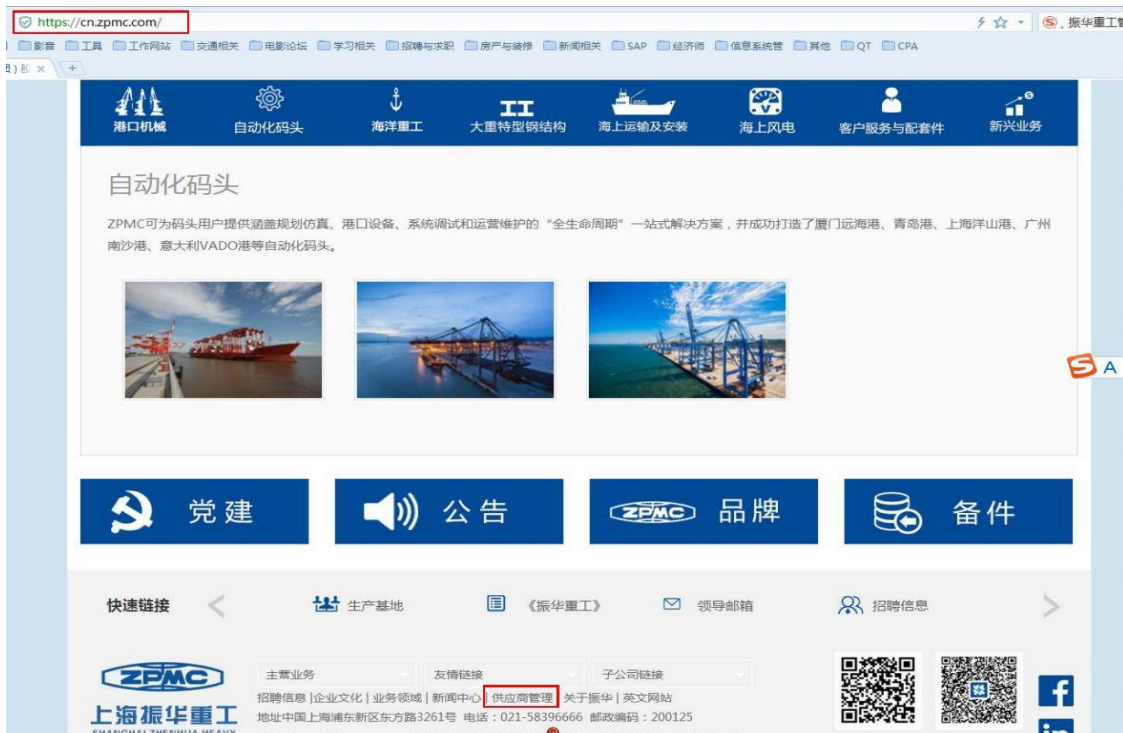 https://cn.zpmc.com/
振华重工
影音 工具 工作网站 交通相关 电影论坛 学习相关 招聘与求职 房产与装修 新闻相关 SAP 经济师 信息系统管 其他 QT CPA
港口机械 自动化码头 海洋重工 大重特型钢结构 海上运输及安装 海上风电 客户服务与配套件 新兴业务
自动化码头
ZPMC可为码头用户提供涵盖规划仿真、港口设备、系统调试和运营维护的“全生命周期”一站式解决方案，并成功打造了厦门远海港、青岛港、上海洋山港、广州
南沙港、意大利VADO港等自动化码头。
A
党建 公告 ZPMC 品牌 备件
快速链接 生产基地 《振华重工》 领导邮箱 招聘信息
ZPMC
上海振华重工
SHANGHAI ZHENHUA HEAVY
主营业务 友情链接 子公司链接
招聘信息|企业文化|业务领域|新闻中心|供应商管理|关于振华|英文网站
地址中国上海浦东新区东方路3261号 电话：021-58396666 邮政编码：200125
f
in